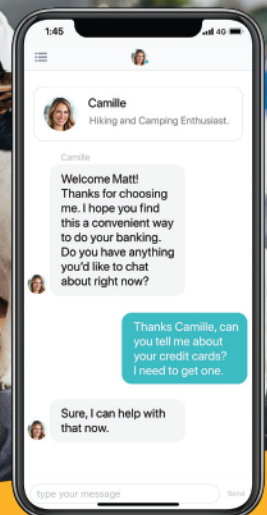 1:45
4G
Camille
Hiking and Camping Enthusiast.
Camille
Welcome Matt!
Thanks for choosing
me. I hope you find
this a convenient way
to do your banking.
Do you have anything
you'd like to chat
about right now?
Thanks Camille, can
you tell me about
your credit cards?
I need to get one.
Sure, I can help with
that now.
type your message
Send